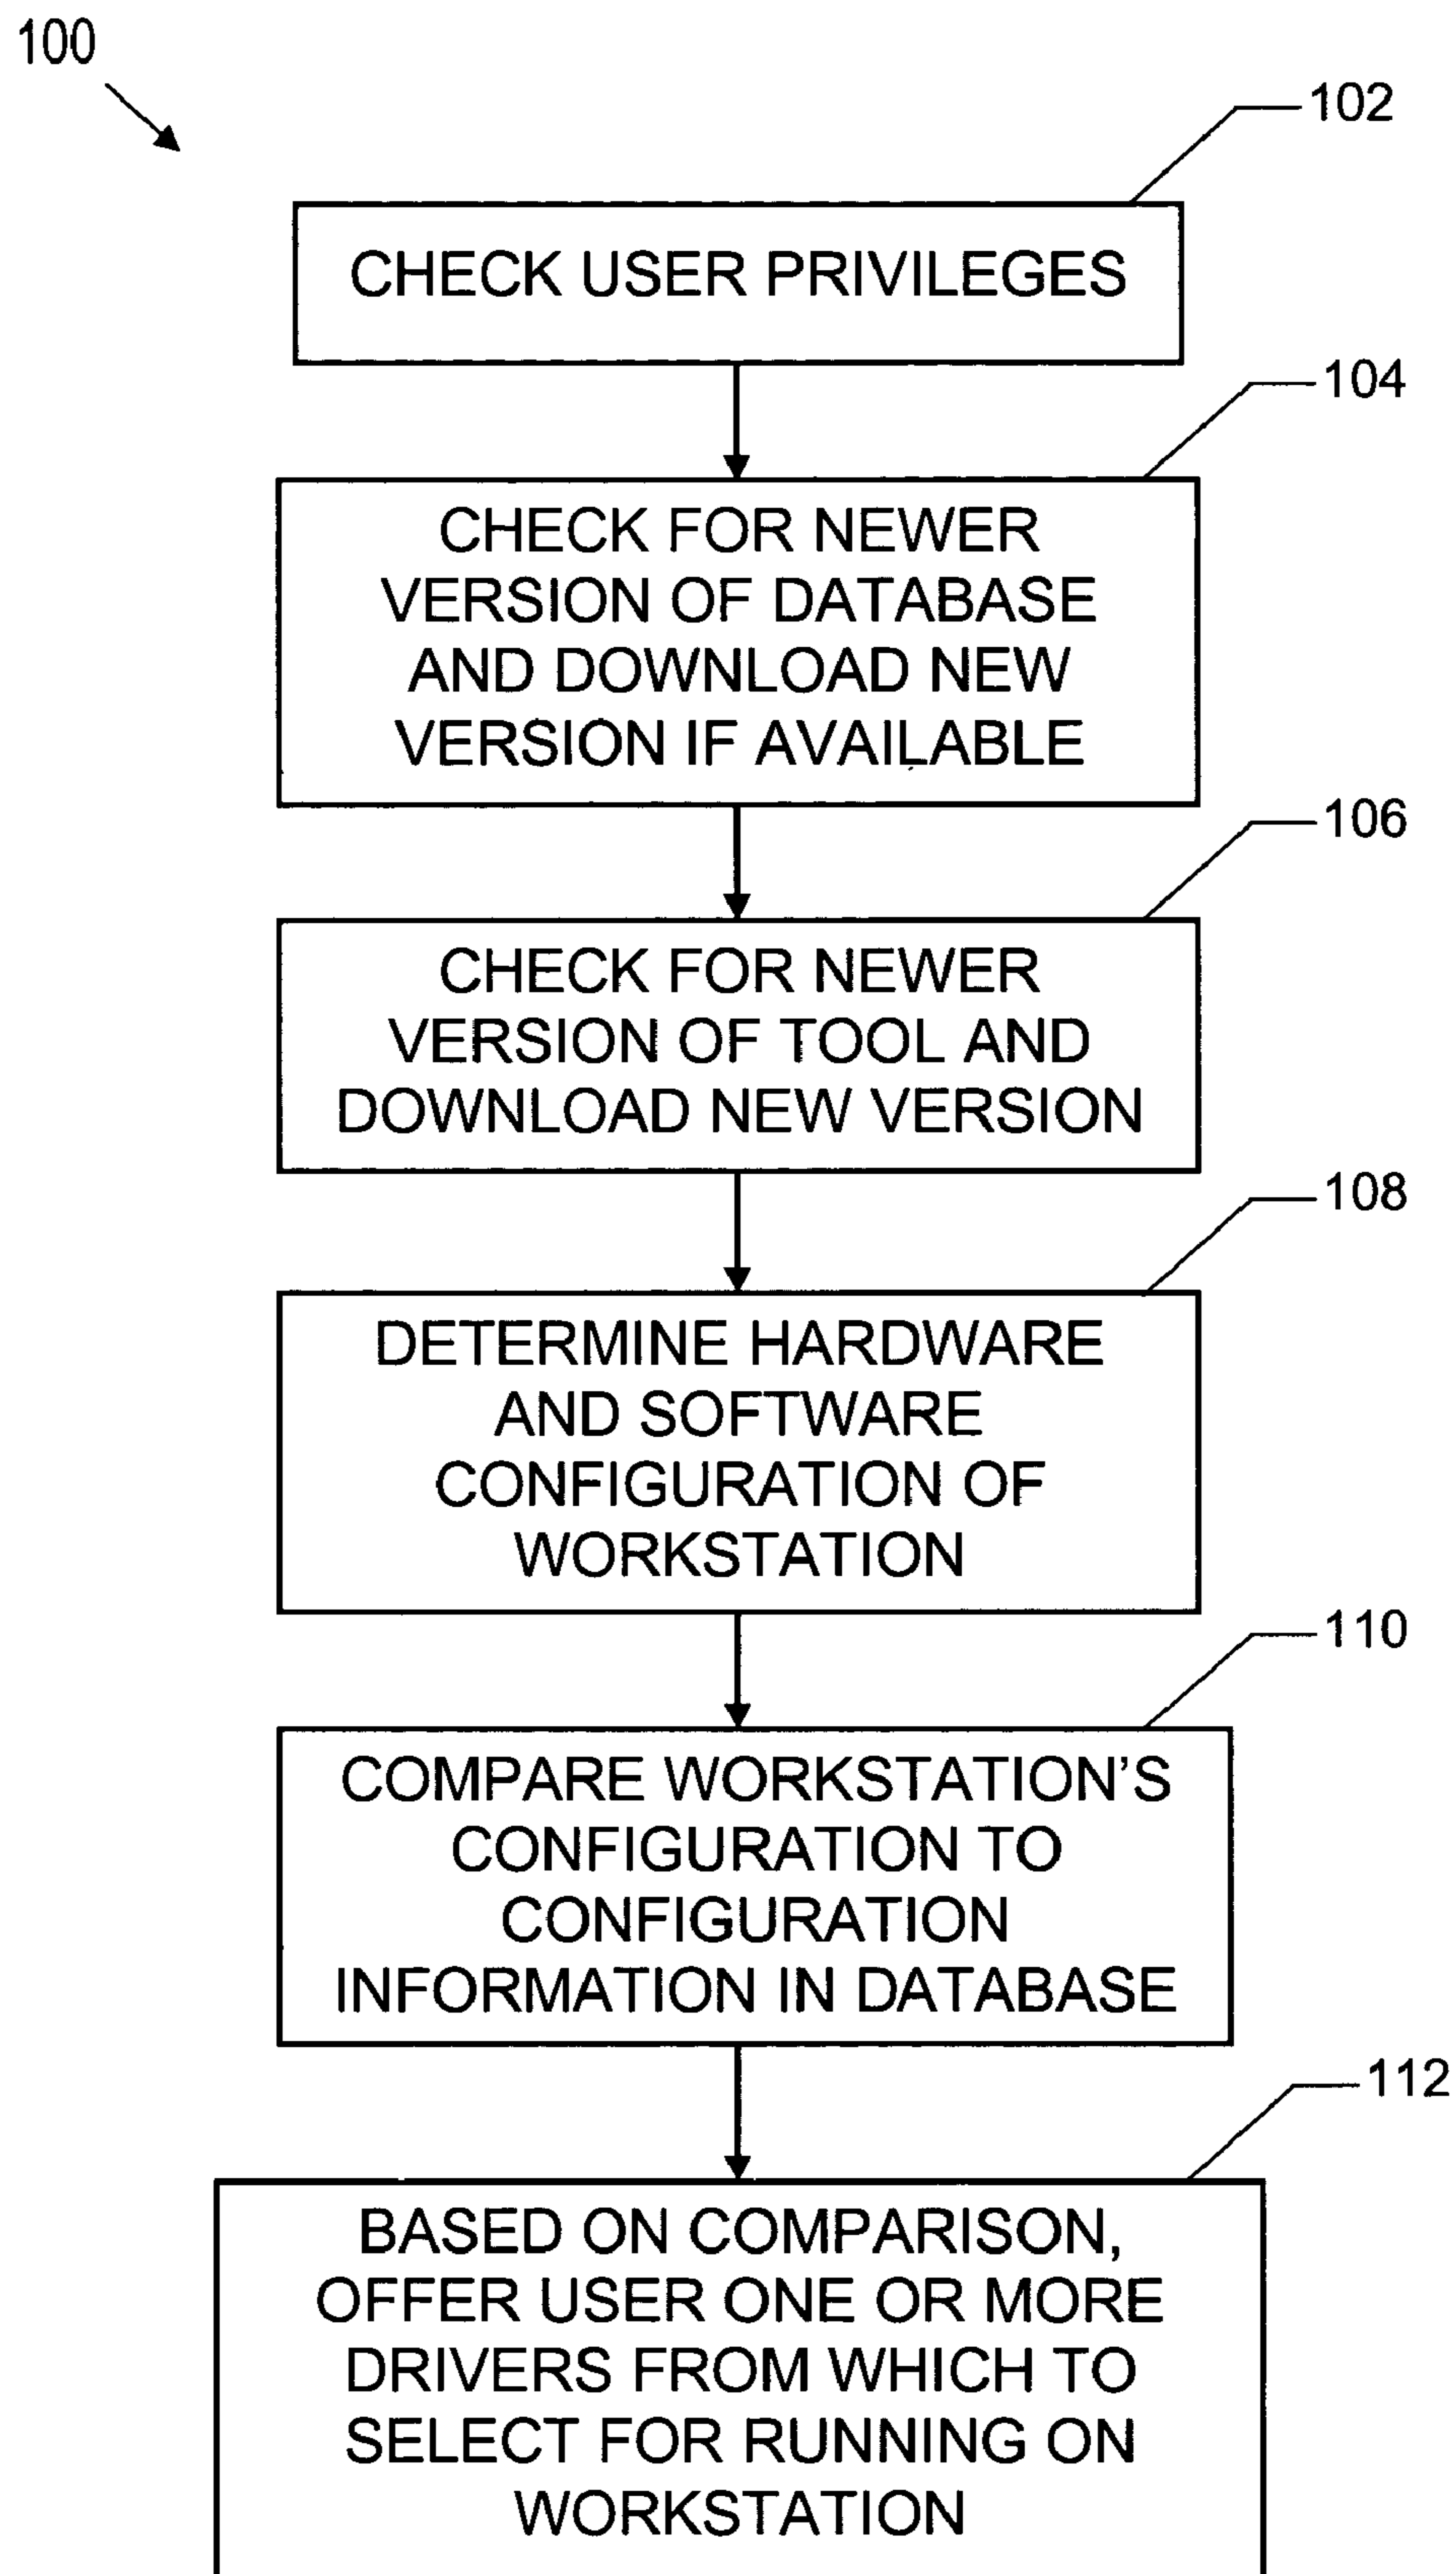 100
102
CHECK USER PRIVILEGES
104
CHECK FOR NEWER
VERSION OF DATABASE
AND DOWNLOAD NEW
VERSION IF AVAILABLE
106
CHECK FOR NEWER
VERSION OF TOOL AND
DOWNLOAD NEW VERSION
108
DETERMINE HARDWARE
AND SOFTWARE
CONFIGURATION OF
WORKSTATION
110
COMPARE WORKSTATION’S
CONFIGURATION TO
CONFIGURATION
INFORMATION IN DATABASE
112
BASED ON COMPARISON,
OFFER USER ONE OR MORE
DRIVERS FROM WHICH TO
SELECT FOR RUNNING ON
WORKSTATION